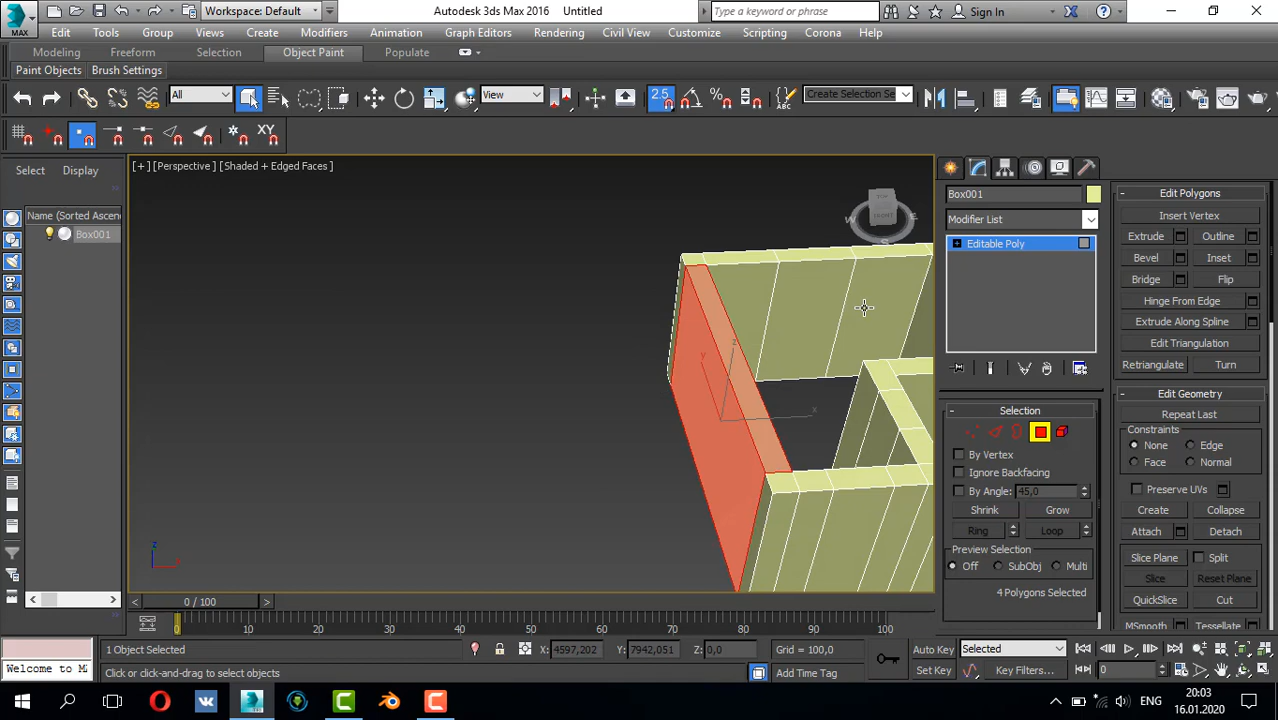 MAX
Workspace: Default
Autodesk 3ds Max 2016 Untitled
Type a keyword or phrase
Sign In
Edit Tools Group Views Create Modifiers Animation Graph Editors Rendering Civil View Customize Scripting Corona Help
Modeling Freeform Selection Object Paint Populate
Paint Objects Brush Settings
All View 2.5 Create Selection Se
XY
Select Display
Name (Sorted Ascen
Box001
[+] [Perspective] [Shaded + Edged Faces]
TOP
FRONT
W E
S
z
y
x
z
Box001
Modifier List
Editable Poly
Selection
By Vertex
Ignore Backfacing
By Angle: 45,0
Shrink Grow
Ring Loop
Preview Selection
Off SubObj Multi
4 Polygons Selected
Edit Polygons
Insert Vertex
Extrude Outline
Bevel Inset
Bridge Flip
Hinge From Edge
Extrude Along Spline
Edit Triangulation
Retriangulate Turn
Edit Geometry
Repeat Last
Constraints
None Edge
Face Normal
Preserve UVs
Create Collapse
Attach Detach
Slice Plane Split
Slice Reset Plane
QuickSlice Cut
MSmooth Tessellate
0 / 100
0 10 20 30 40 50 60 70 80 90 100
1 Object Selected
X: 4597,202 Y: 7942,051 Z: 0,0 Grid = 100,0
Auto Key Selected
Welcome to M
Click or click-and-drag to select objects
Add Time Tag
Set Key Key Filters... 0
ENG
20:03
16.01.2020